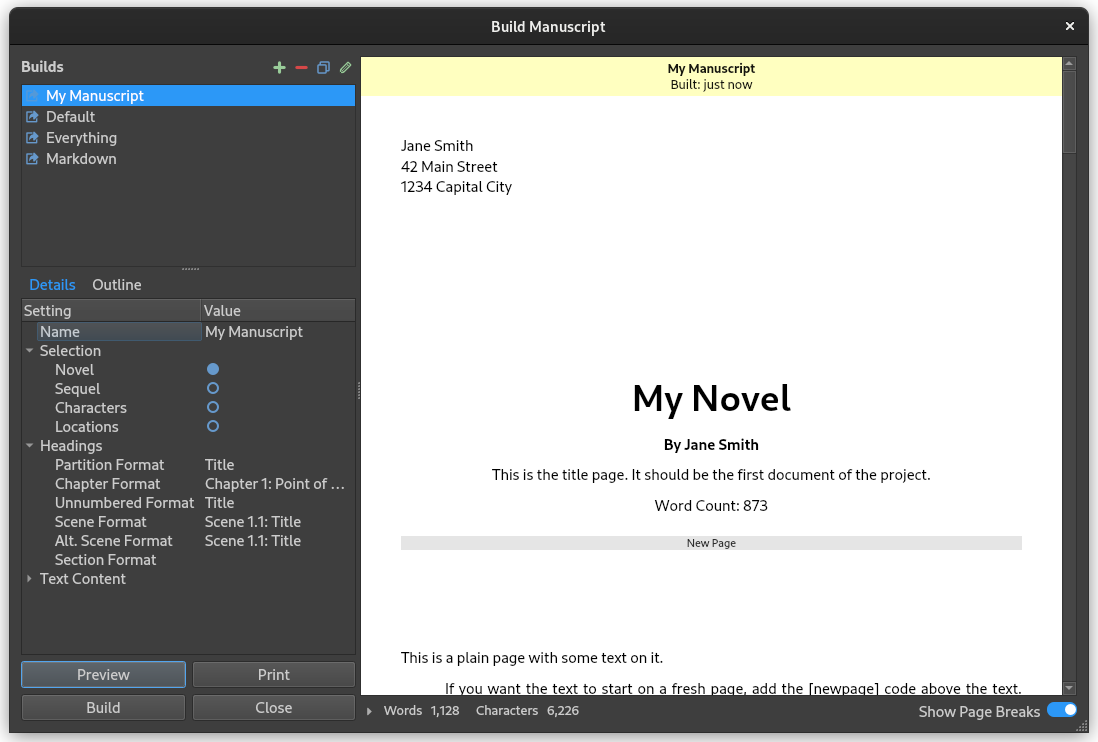 Build Manuscript
Builds
My Manuscript
Default
Everything
Markdown
Details Outline
Setting Value
Name My Manuscript
Selection
Novel
Sequel
Characters
Locations
Headings
Partition Format Title
Chapter Format Chapter 1: Point of …
Unnumbered Format Title
Scene Format Scene 1.1: Title
Alt. Scene Format Scene 1.1: Title
Section Format
Text Content
Preview Print
Build Close
My Manuscript
Built: just now
Jane Smith
42 Main Street
1234 Capital City
My Novel
By Jane Smith
This is the title page. It should be the first document of the project.
Word Count: 873
New Page
This is a plain page with some text on it.
If you want the text to start on a fresh page, add the [newpage] code above the text.
Words 1,128 Characters 6,226
Show Page Breaks